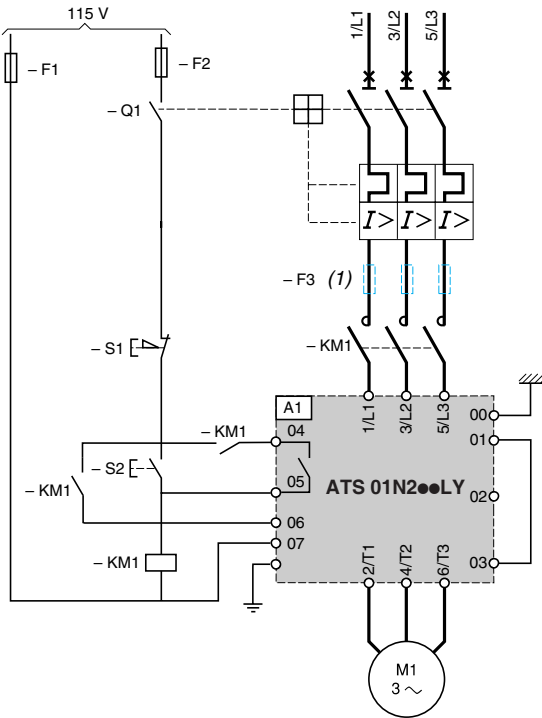 115 V
– F1
– F2
– Q1
1/L1
3/L2
5/L3
I>
I>
I>
– F3 (1)
– S1
– KM1
A1
1/L1
3/L2
5/L3
00
– KM1
04
01
– S2
05
ATS 01N2●●LY
02
– KM1
06
07
– KM1
2/T1
4/T2
6/T3
03
M1
3 ~